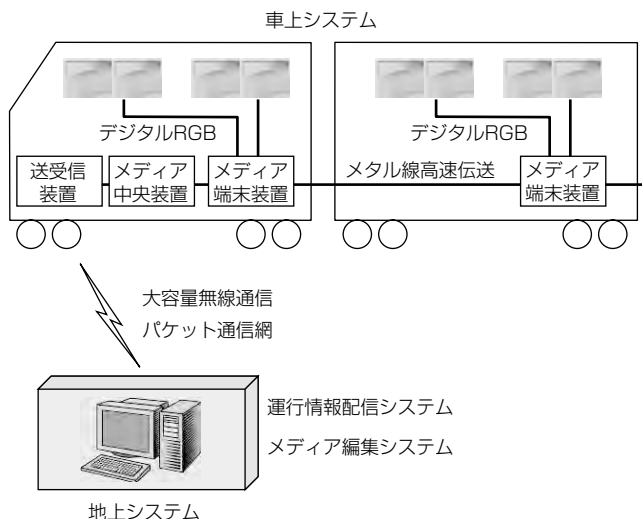 車上システム
デジタルRGB
デジタルRGB
送受信
装置
メディア
中央装置
メディア
端末装置
メタル線高速伝送
メディア
端末装置
大容量無線通信
パケット通信網
運行情報配信システム
メディア編集システム
地上システム